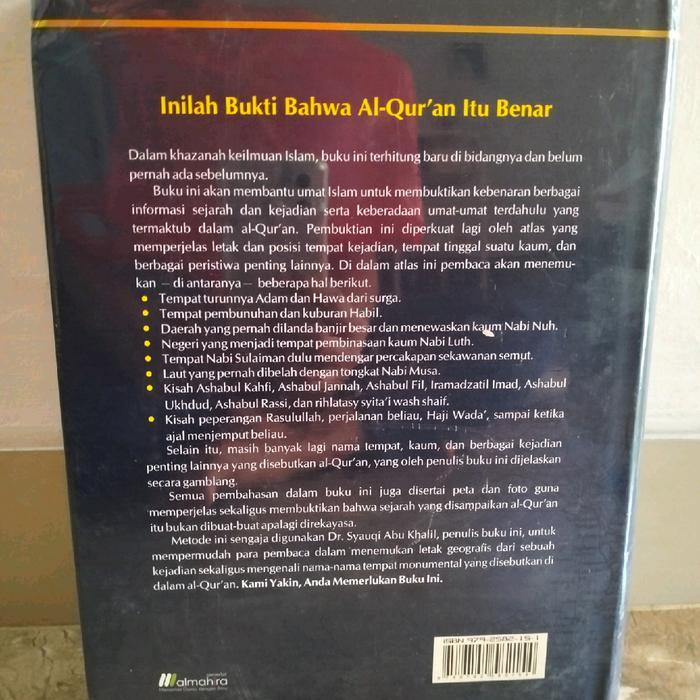 Inilah Bukti Bahwa Al-Qur'an Itu Benar
Dalam khazanah keilmuan Islam, buku ini terhitung baru di bidangnya dan belum
pernah ada sebelumnya.
Buku ini akan membantu umat Islam untuk membuktikan kebenaran berbagai
informasi sejarah dan kejadian serta keberadaan umat-umat terdahulu yang
termaktub dalam al-Qur'an. Pembuktian ini diperkuat lagi oleh atlas yang
memperjelas letak dan posisi tempat kejadian, tempat tinggal suatu kaum, dan
berbagai peristiwa penting lainnya. Di dalam atlas ini pembaca akan menemu-
kan — di antaranya — beberapa hal berikut.
• Tempat turunnya Adam dan Hawa dari surga.
• Tempat pembunuhan dan kuburan Habil.
• Daerah yang pernah dilanda banjir besar dan menewaskan kaum Nabi Nuh.
• Negeri yang menjadi tempat pembinasaan kaum Nabi Luth.
• Tempat Nabi Sulaiman dulu mendengar percakapan sekawanan semut.
• Laut yang pernah dibelah dengan tongkat Nabi Musa.
• Kisah Ashabul Kahfi, Ashabul Jannah, Ashabul Fil, Iramadzatil Imad, Ashabul
Ukhdud, Ashabul Rassi, dan rihlatasy syita'i wash shaif.
• Kisah peperangan Rasulullah, perjalanan beliau, Haji Wada', sampai ketika
ajal menjemput beliau.
Selain itu, masih banyak lagi nama tempat, kaum, dan berbagai kejadian
penting lainnya yang disebutkan al-Qur'an, yang oleh penulis buku ini dijelaskan
secara gamblang.
Semua pembahasan dalam buku ini juga disertai peta dan foto guna
memperjelas sekaligus membuktikan bahwa sejarah yang disampaikan al-Qur'an
itu bukan dibuat-buat apalagi direkayasa.
Metode ini sengaja digunakan Dr. Syauqi Abu Khalil, penulis buku ini, untuk
mempermudah para pembaca dalam menemukan letak geografis dari sebuah
kejadian sekaligus mengenali nama-nama tempat monumental yang disebutkan di
dalam al-Qur'an. Kami Yakin, Anda Memerlukan Buku Ini.
ISBN 979-2582-15-1
penerbit
almahira